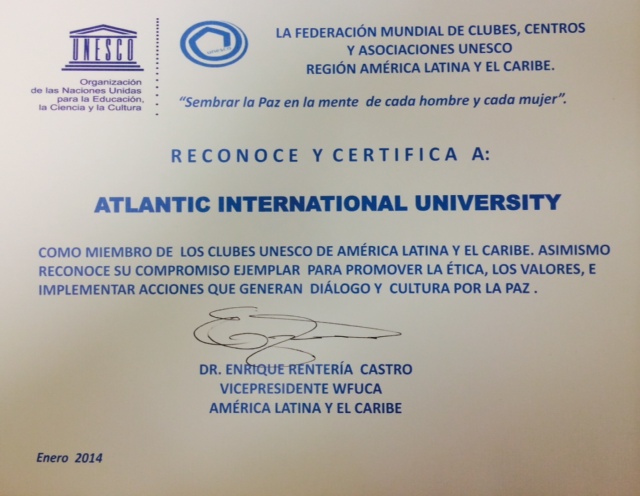 UNESCO
Organización
de las Naciones Unidas
para la Educación,
la Ciencia y la Cultura
LA FEDERACIÓN MUNDIAL DE CLUBES, CENTROS
Y ASOCIACIONES UNESCO
REGIÓN AMÉRICA LATINA Y EL CARIBE.
“Sembrar la Paz en la mente de cada hombre y cada mujer”.
RECONOCE Y CERTIFICA A:
ATLANTIC INTERNATIONAL UNIVERSITY
COMO MIEMBRO DE LOS CLUBES UNESCO DE AMÉRICA LATINA Y EL CARIBE. ASIMISMO
RECONOCE SU COMPROMISO EJEMPLAR PARA PROMOVER LA ÉTICA, LOS VALORES, E
IMPLEMENTAR ACCIONES QUE GENERAN DIÁLOGO Y CULTURA POR LA PAZ .
DR. ENRIQUE RENTERÍA CASTRO
VICEPRESIDENTE WFUCA
AMÉRICA LATINA Y EL CARIBE
Enero 2014